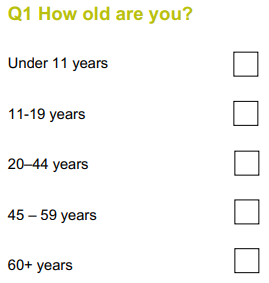 Q1 How old are you?
Under 11 years
11-19 years
20–44 years
45 – 59 years
60+ years